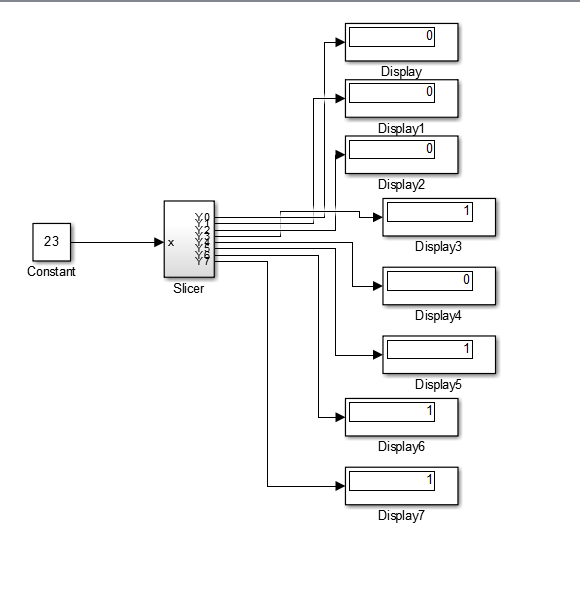 0
Display
0
Display1
0
Display2
1
Display3
0
Display4
1
Display5
1
Display6
1
Display7
23
Constant
x
Y0
Y1
Y2
Y3
Y4
Y5
Y6
Y7
Slicer